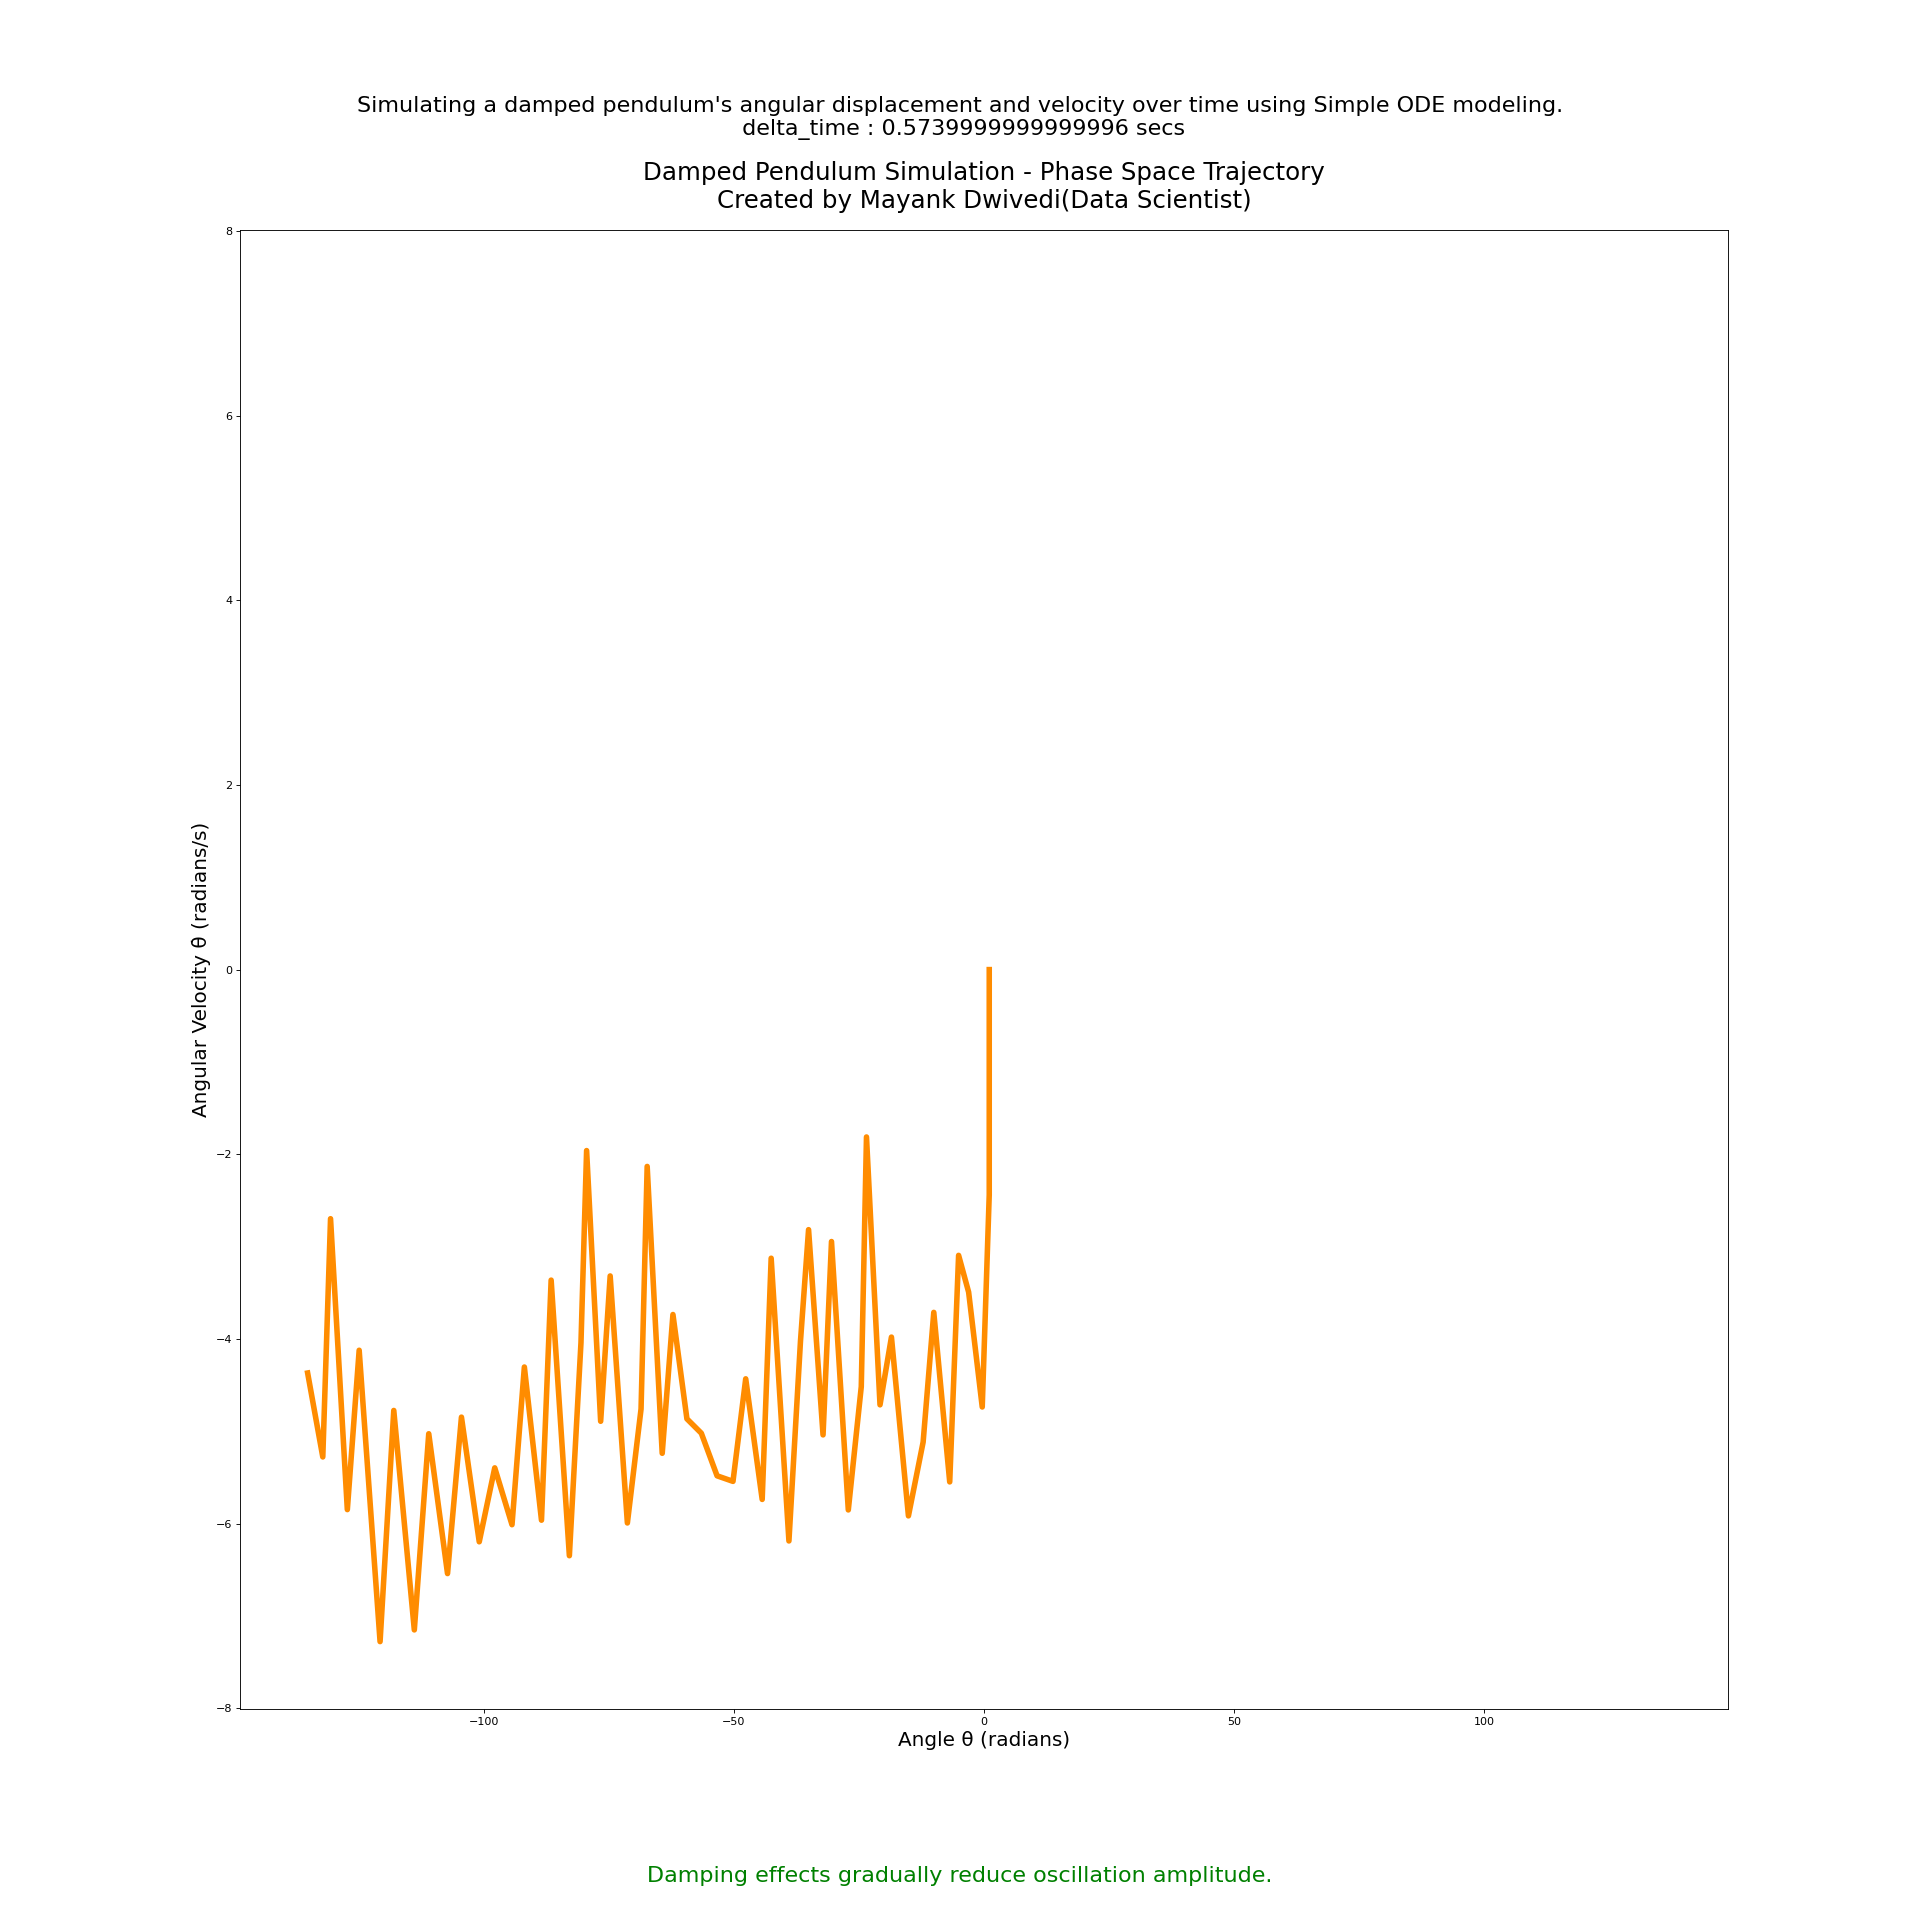 Simulating a damped pendulum's angular displacement and velocity over time using Simple ODE modeling.
delta_time : 0.5739999999999996 secs
Damped Pendulum Simulation - Phase Space Trajectory
Created by Mayank Dwivedi(Data Scientist)
8
6
4
2
0
−2
−4
−6
−8
Angular Velocity θ (radians/s)
−100
−50
0
50
100
Angle θ (radians)
Damping effects gradually reduce oscillation amplitude.